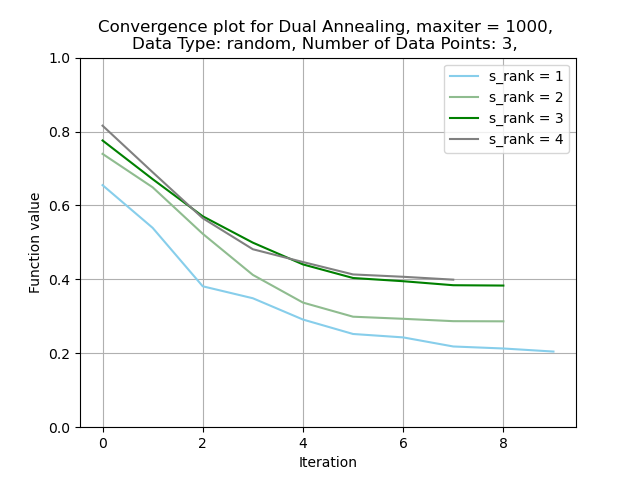 Convergence plot for Dual Annealing, maxiter = 1000,
Data Type: random, Number of Data Points: 3,
1.0
0.8
0.6
0.4
0.2
0.0
Function value
s_rank = 1
s_rank = 2
s_rank = 3
s_rank = 4
0 2 4 6 8
Iteration